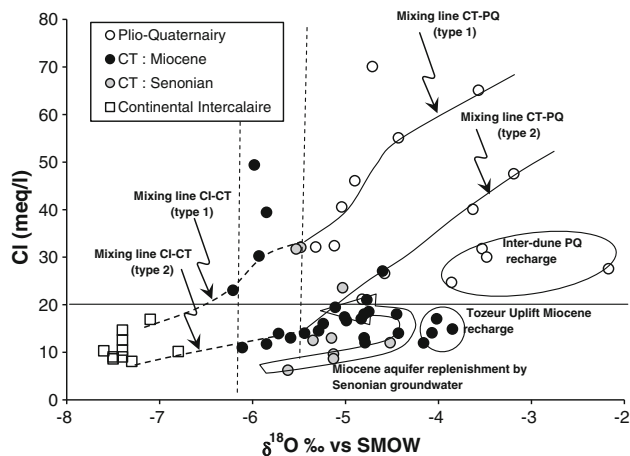 80
70
60
50
40
30
20
10
0
Cl (meq/l)
Plio-Quaternairy
CT : Miocene
CT : Senonian
Continental Intercalaire
Mixing line CT-PQ
(type 1)
Mixing line CT-PQ
(type 2)
Mixing line CI-CT
(type 1)
Mixing line CI-CT
(type 2)
Inter-dune PQ
recharge
Tozeur Uplift Miocene
recharge
Miocene aquifer replenishment by
Senonian groundwater
-8 -7 -6 -5 -4 -3 -2
δ¹⁸O ‰ vs SMOW